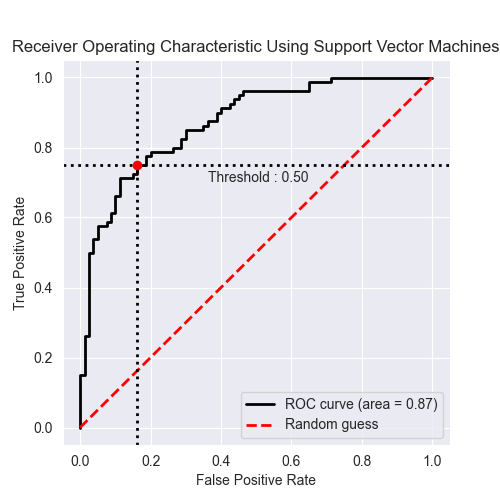 Receiver Operating Characteristic Using Support Vector Machines
True Positive Rate
1.0
0.8
0.6
0.4
0.2
0.0
Threshold : 0.50
ROC curve (area = 0.87)
Random guess
0.0 0.2 0.4 0.6 0.8 1.0
False Positive Rate